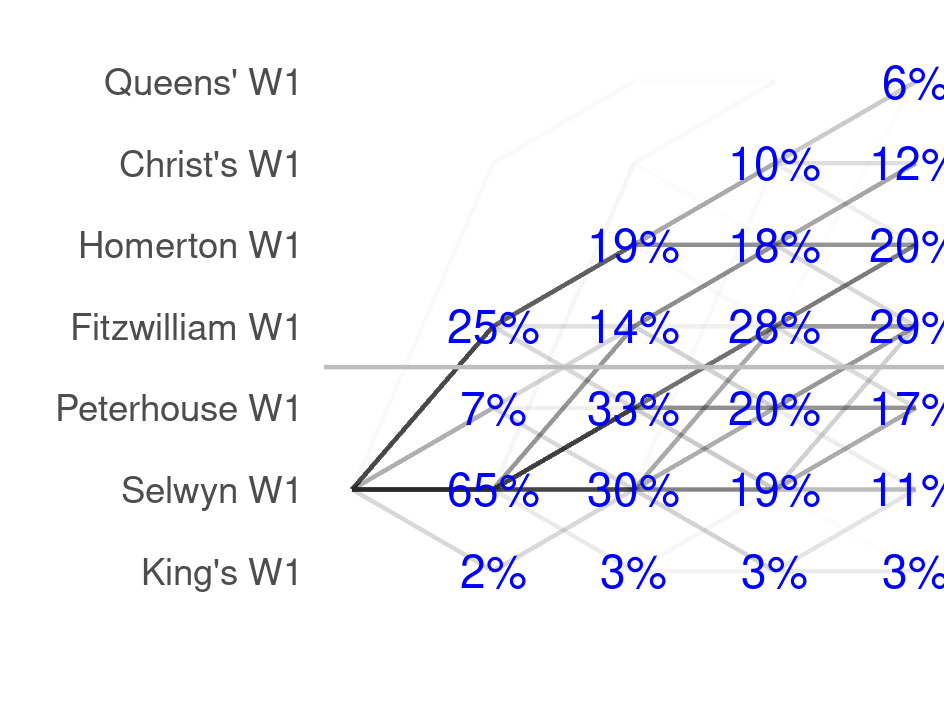 Queens' W1 6%
Christ's W1 10% 12%
Homerton W1 19% 18% 20%
Fitzwilliam W1 25% 14% 28% 29%
Peterhouse W1 7% 33% 20% 17%
Selwyn W1 65% 30% 19% 11%
King's W1 2% 3% 3% 3%